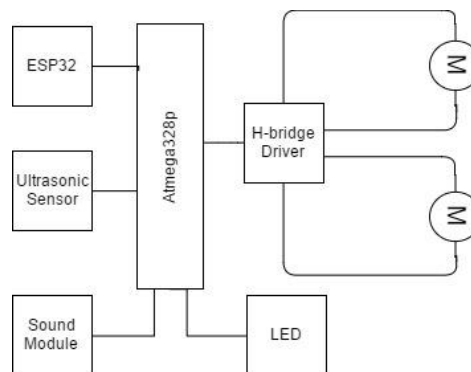 ESP32
Ultrasonic
Sensor
Sound
Module
Atmega328p
H-bridge
Driver
LED
M
M